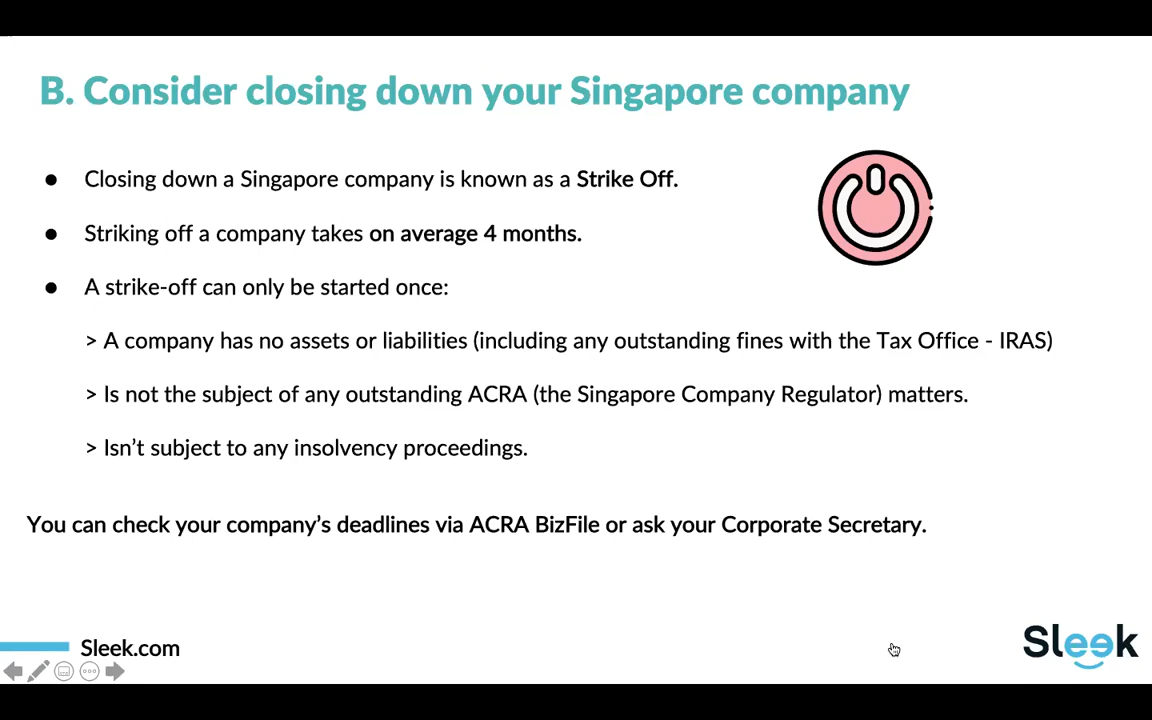 B. Consider closing down your Singapore company
● Closing down a Singapore company is known as a Strike Off.
● Striking off a company takes on average 4 months.
● A strike-off can only be started once:
> A company has no assets or liabilities (including any outstanding fines with the Tax Office - IRAS)
> Is not the subject of any outstanding ACRA (the Singapore Company Regulator) matters.
> Isn’t subject to any insolvency proceedings.
You can check your company’s deadlines via ACRA BizFile or ask your Corporate Secretary.
Sleek.com
Sleek